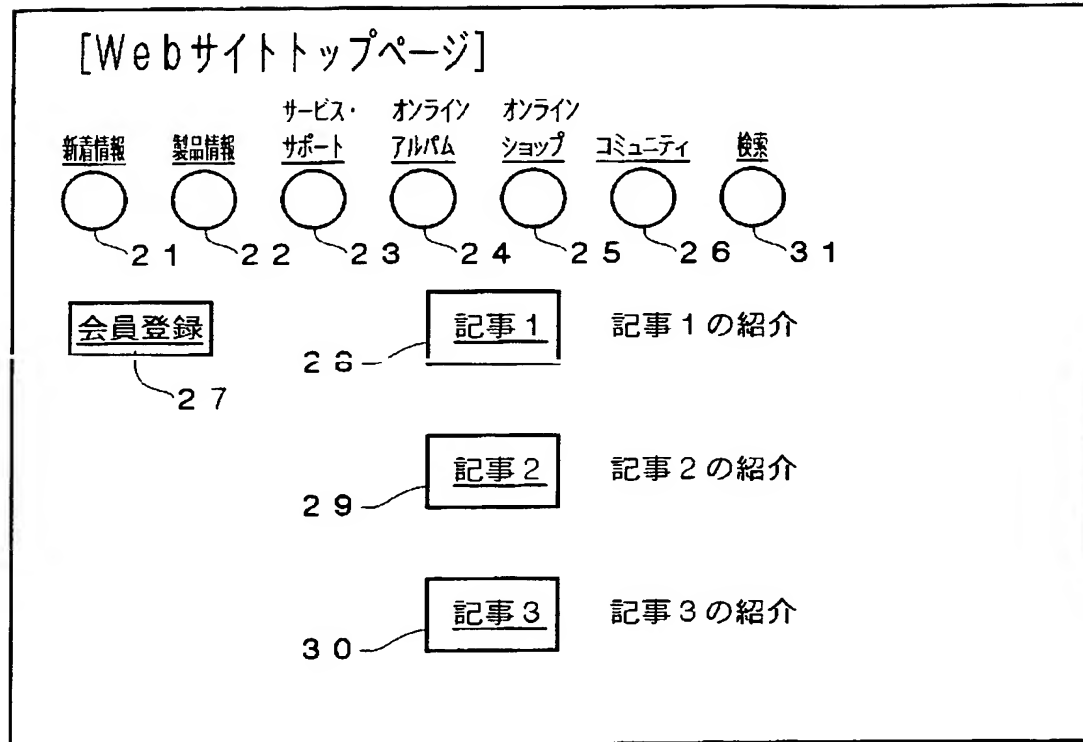 [Webサイトトップページ]
サービス・ オンライン オンライン
新着情報 製品情報 サポート アルバム ショップ コミュニティ 検索
21 22 23 24 25 26 31
会員登録 記事1 記事1の紹介
28
27
記事2 記事2の紹介
29
記事3 記事3の紹介
30